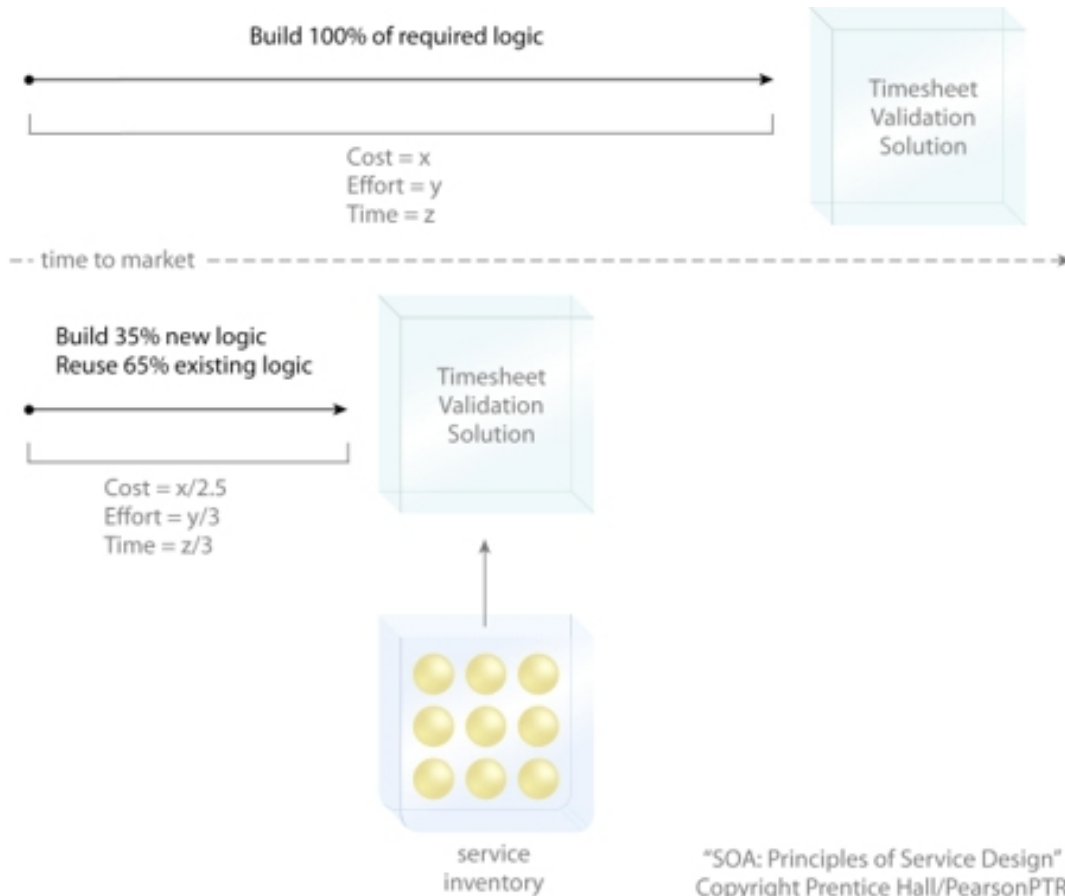 Build 100% of required logic
Timesheet
Validation
Solution
Cost = x
Effort = y
Time = z
time to market
Build 35% new logic
Reuse 65% existing logic
Timesheet
Validation
Solution
Cost = x/2.5
Effort = y/3
Time = z/3
service
inventory
"SOA: Principles of Service Design"
Copyright Prentice Hall/PearsonPTR